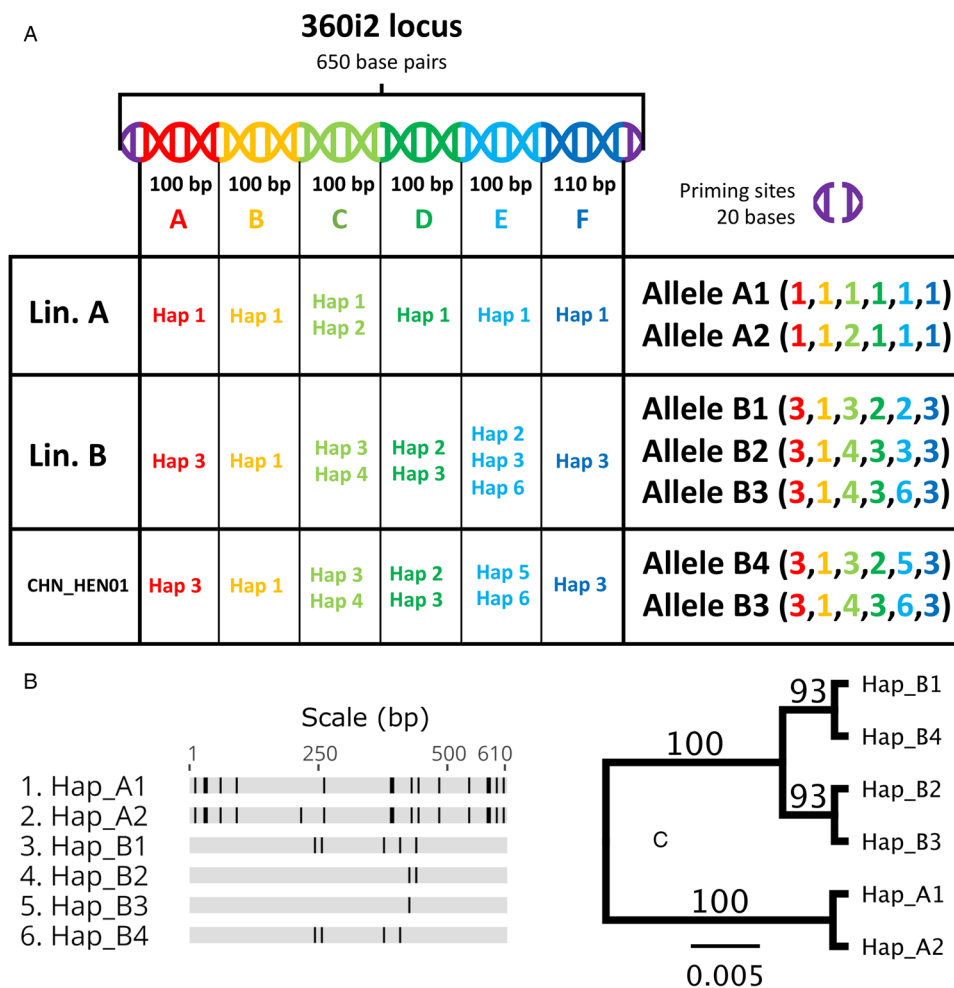 A
360i2 locus
650 base pairs
100 bp 100 bp 100 bp 100 bp 100 bp 110 bp
A B C D E F
Priming sites
20 bases
Lin. A
Hap 1
Hap 1
Hap 1
Hap 2
Hap 1
Hap 1
Hap 1
Allele A1 (1,1,1,1,1,1)
Allele A2 (1,1,2,1,1,1)
Lin. B
Hap 3
Hap 1
Hap 3
Hap 4
Hap 2
Hap 3
Hap 2
Hap 3
Hap 6
Hap 3
Allele B1 (3,1,3,2,2,3)
Allele B2 (3,1,4,3,3,3)
Allele B3 (3,1,4,3,6,3)
CHN_HEN01
Hap 3
Hap 1
Hap 3
Hap 4
Hap 2
Hap 3
Hap 5
Hap 6
Hap 3
Allele B4 (3,1,3,2,5,3)
Allele B3 (3,1,4,3,6,3)
B
Scale (bp)
1 250 500 610
1. Hap_A1
2. Hap_A2
3. Hap_B1
4. Hap_B2
5. Hap_B3
6. Hap_B4
C
93
100
93
100
Hap_B1
Hap_B4
Hap_B2
Hap_B3
Hap_A1
Hap_A2
0.005